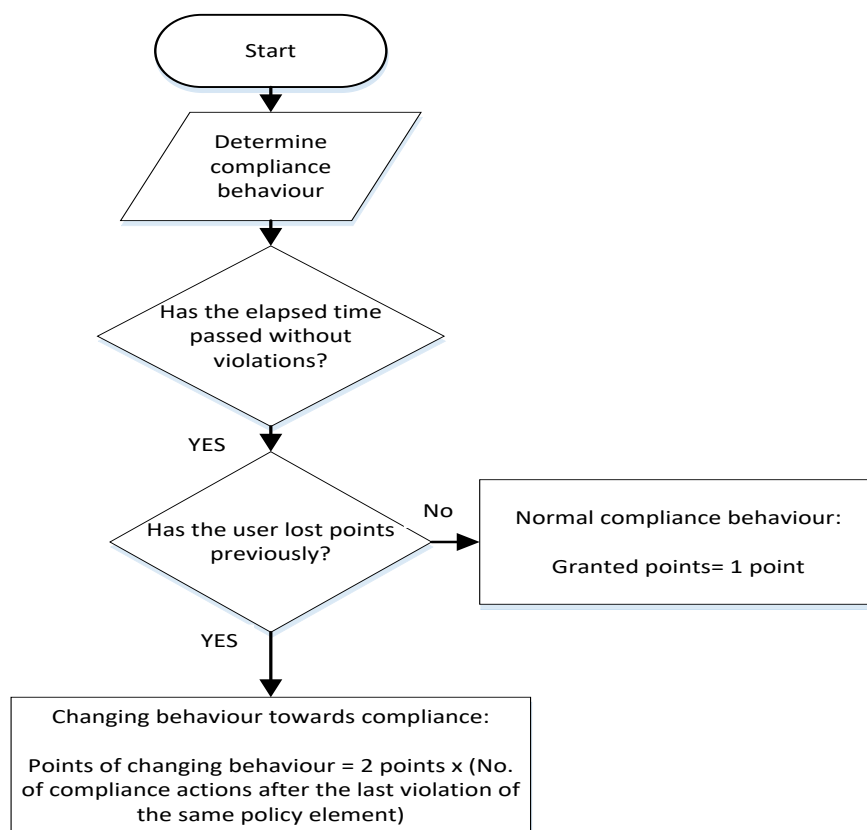 Start
Determine
compliance
behaviour
Has the elapsed time
passed without
violations?
YES
Has the user lost points
previously?
No
Normal compliance behaviour:
Granted points= 1 point
YES
Changing behaviour towards compliance:
Points of changing behaviour = 2 points x (No.
of compliance actions after the last violation of
the same policy element)